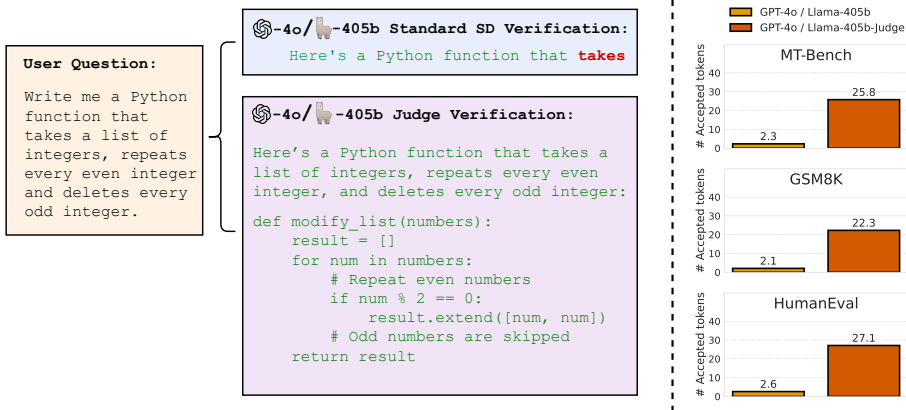 User Question:
Write me a Python
function that
takes a list of
integers, repeats
every even integer
and deletes every
odd integer.
-4o/ -405b Standard SD Verification:
Here's a Python function that takes
-4o/ -405b Judge Verification:
Here's a Python function that takes a
list of integers, repeats every even
integer, and deletes every odd integer:
def modify_list(numbers):
    result = []
    for num in numbers:
        # Repeat even numbers
        if num % 2 == 0:
            result.extend([num, num])
        # Odd numbers are skipped
    return result
GPT-4o / Llama-405b
GPT-4o / Llama-405b-Judge
MT-Bench
# Accepted tokens
40
30
20
10
0
2.3
25.8
GSM8K
# Accepted tokens
40
30
20
10
0
2.1
22.3
HumanEval
# Accepted tokens
40
30
20
10
0
2.6
27.1